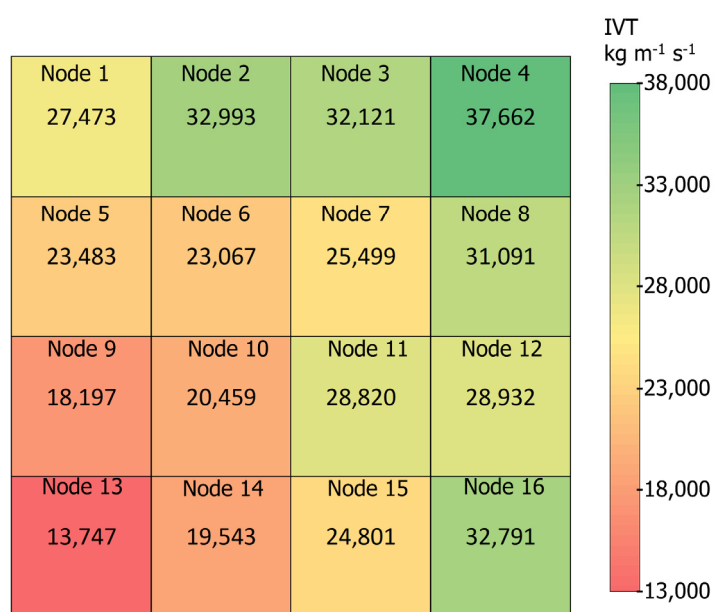 IVT
kg m⁻¹ s⁻¹
Node 1 Node 2 Node 3 Node 4
27,473 32,993 32,121 37,662
Node 5 Node 6 Node 7 Node 8
23,483 23,067 25,499 31,091
Node 9 Node 10 Node 11 Node 12
18,197 20,459 28,820 28,932
Node 13 Node 14 Node 15 Node 16
13,747 19,543 24,801 32,791
38,000
33,000
28,000
23,000
18,000
13,000